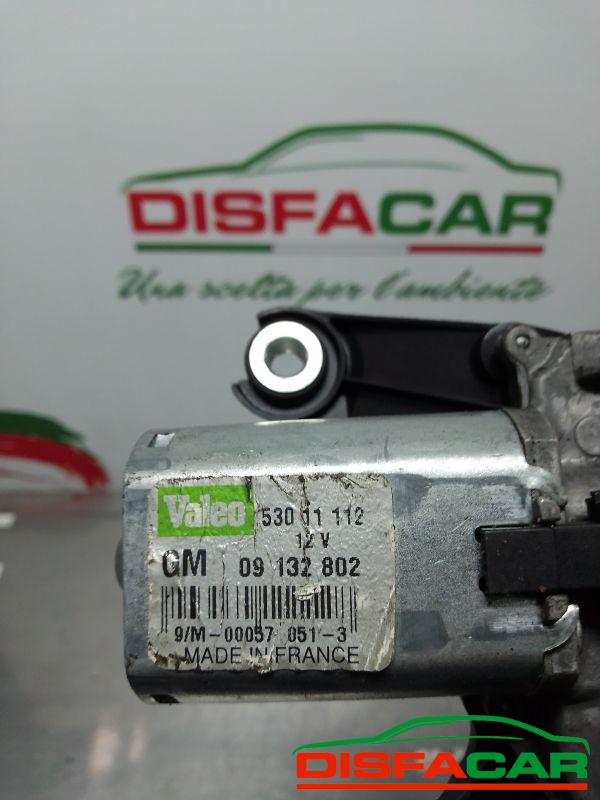 DISFACAR
Una scelta per l'ambiente
Valeo 530 11 112
12 V
GM 09 132 802
9/M-00057 051-3
MADE IN FRANCE
DISFACAR